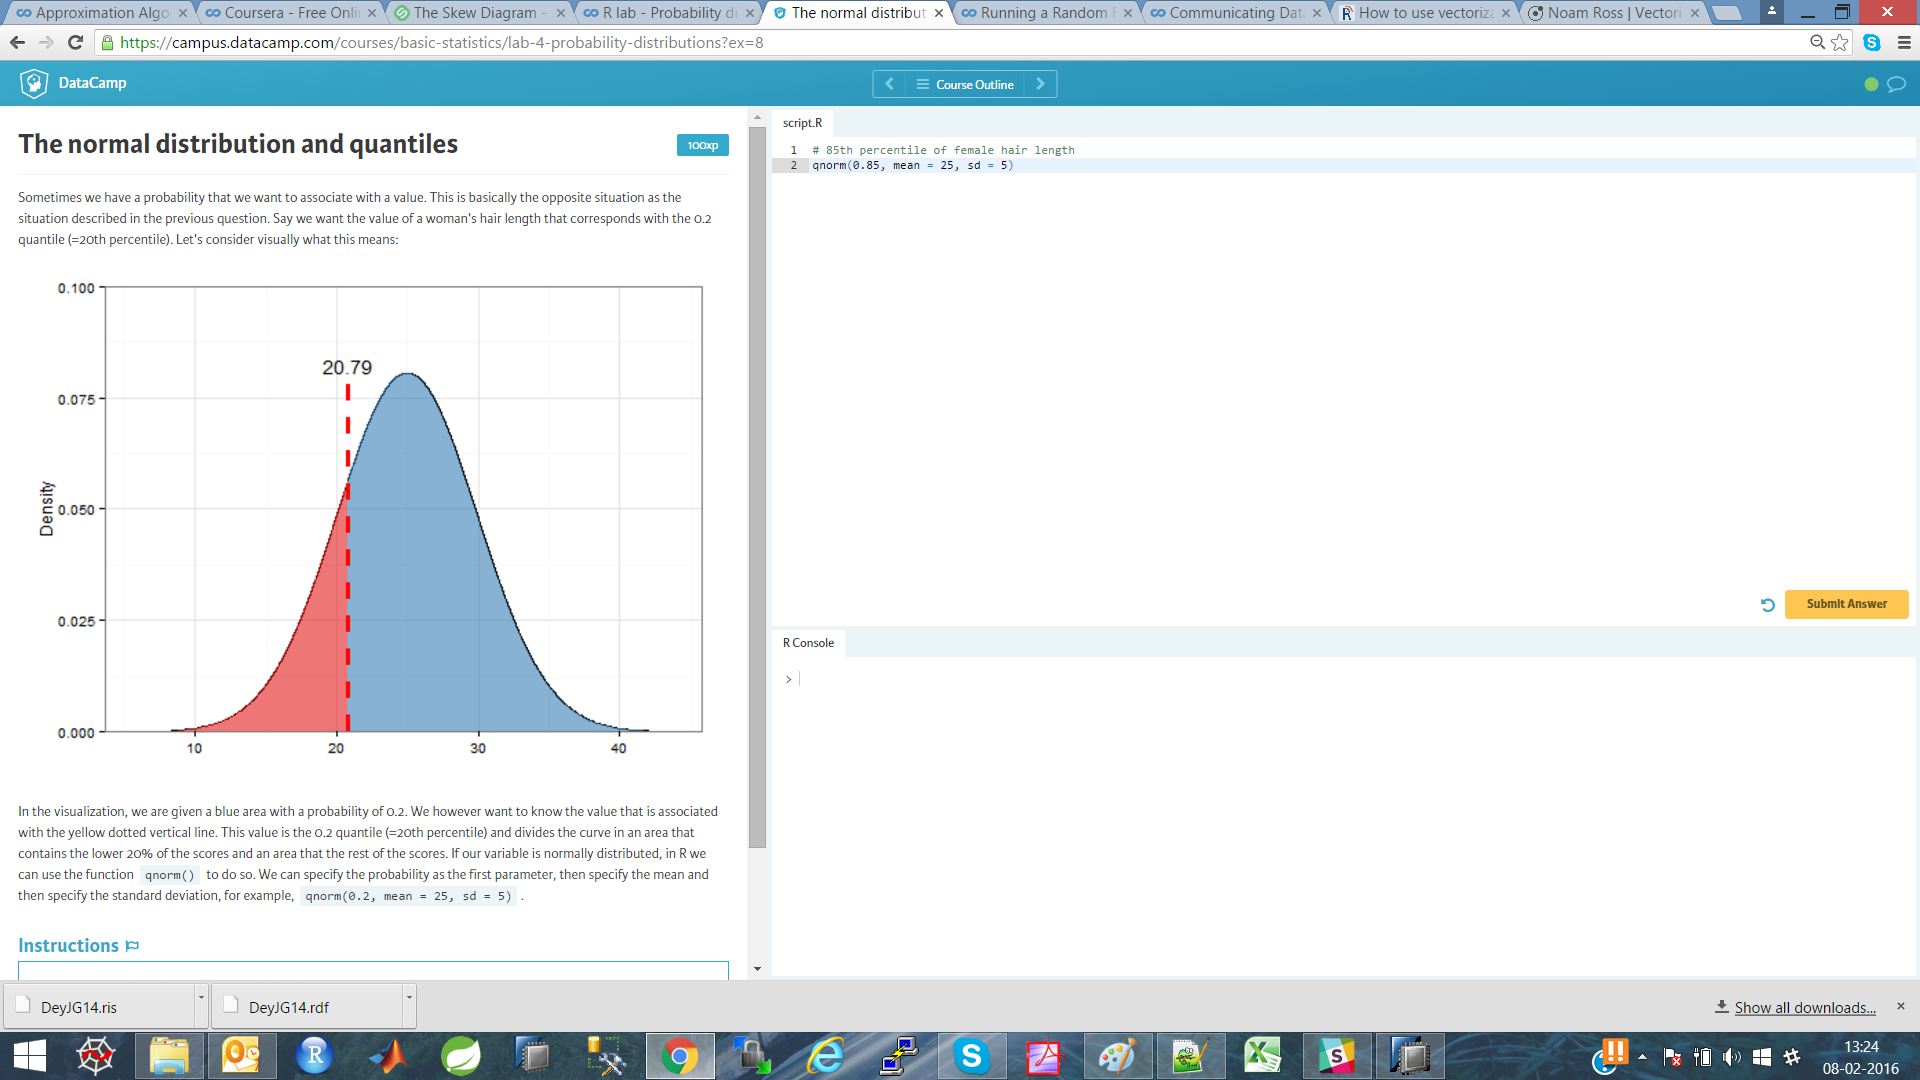 Approximation Algo
Coursera - Free Onli
The Skew Diagram -
R lab - Probability di
The normal distribut
Running a Random F
Communicating Dat
How to use vectoriz
Noam Ross | Vectori
https://campus.datacamp.com/courses/basic-statistics/lab-4-probability-distributions?ex=8
DataCamp
Course Outline
The normal distribution and quantiles
100xp
Sometimes we have a probability that we want to associate with a value. This is basically the opposite situation as the
situation described in the previous question. Say we want the value of a woman's hair length that corresponds with the 0.2
quantile (=20th percentile). Let's consider visually what this means:
0.100
0.075
0.050
0.025
0.000
Density
20.79
10
20
30
40
In the visualization, we are given a blue area with a probability of 0.2. We however want to know the value that is associated
with the yellow dotted vertical line. This value is the 0.2 quantile (=20th percentile) and divides the curve in an area that
contains the lower 20% of the scores and an area that the rest of the scores. If our variable is normally distributed, in R we
can use the function qnorm() to do so. We can specify the probability as the first parameter, then specify the mean and
then specify the standard deviation, for example, qnorm(0.2, mean = 25, sd = 5) .
Instructions
script.R
1 # 85th percentile of female hair length
2 qnorm(0.85, mean = 25, sd = 5)
Submit Answer
R Console
>
DeyJG14.ris
DeyJG14.rdf
Show all downloads...
13:24
08-02-2016